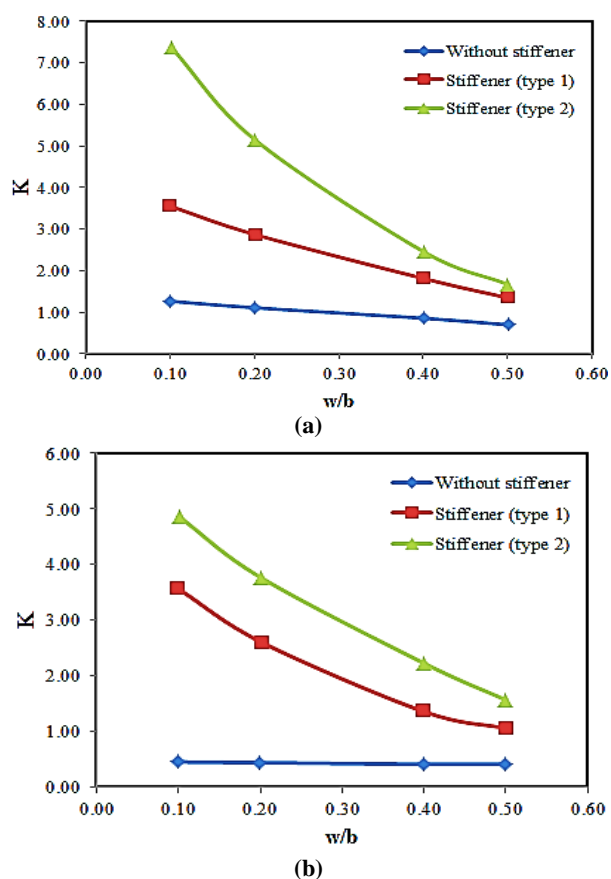 8.00
7.00
6.00
5.00
4.00
3.00
2.00
1.00
0.00
K
Without stiffener
Stiffener (type 1)
Stiffener (type 2)
0.00 0.10 0.20 0.30 0.40 0.50 0.60
w/b
(a)
6.00
5.00
4.00
3.00
2.00
1.00
0.00
K
Without stiffener
Stiffener (type 1)
Stiffener (type 2)
0.00 0.10 0.20 0.30 0.40 0.50 0.60
w/b
(b)